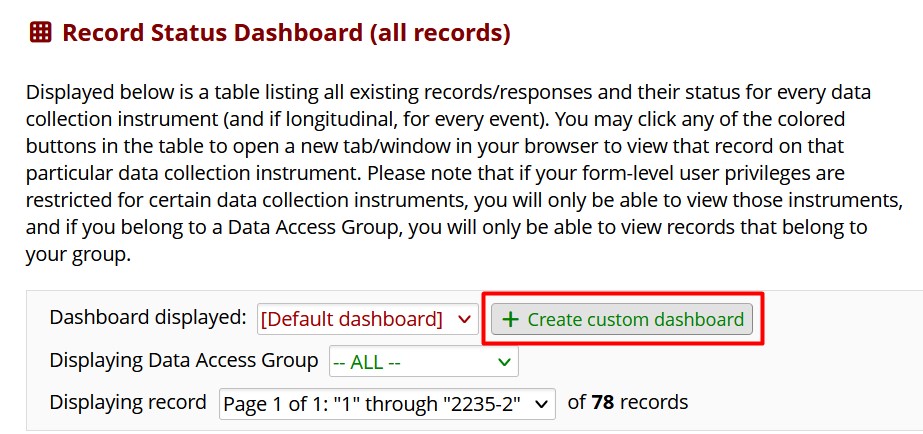 Record Status Dashboard (all records)
Displayed below is a table listing all existing records/responses and their status for every data
collection instrument (and if longitudinal, for every event). You may click any of the colored
buttons in the table to open a new tab/window in your browser to view that record on that
particular data collection instrument. Please note that if your form-level user privileges are
restricted for certain data collection instruments, you will only be able to view those instruments,
and if you belong to a Data Access Group, you will only be able to view records that belong to
your group.
Dashboard displayed: [Default dashboard] + Create custom dashboard
Displaying Data Access Group -- ALL --
Displaying record Page 1 of 1: "1" through "2235-2" of 78 records